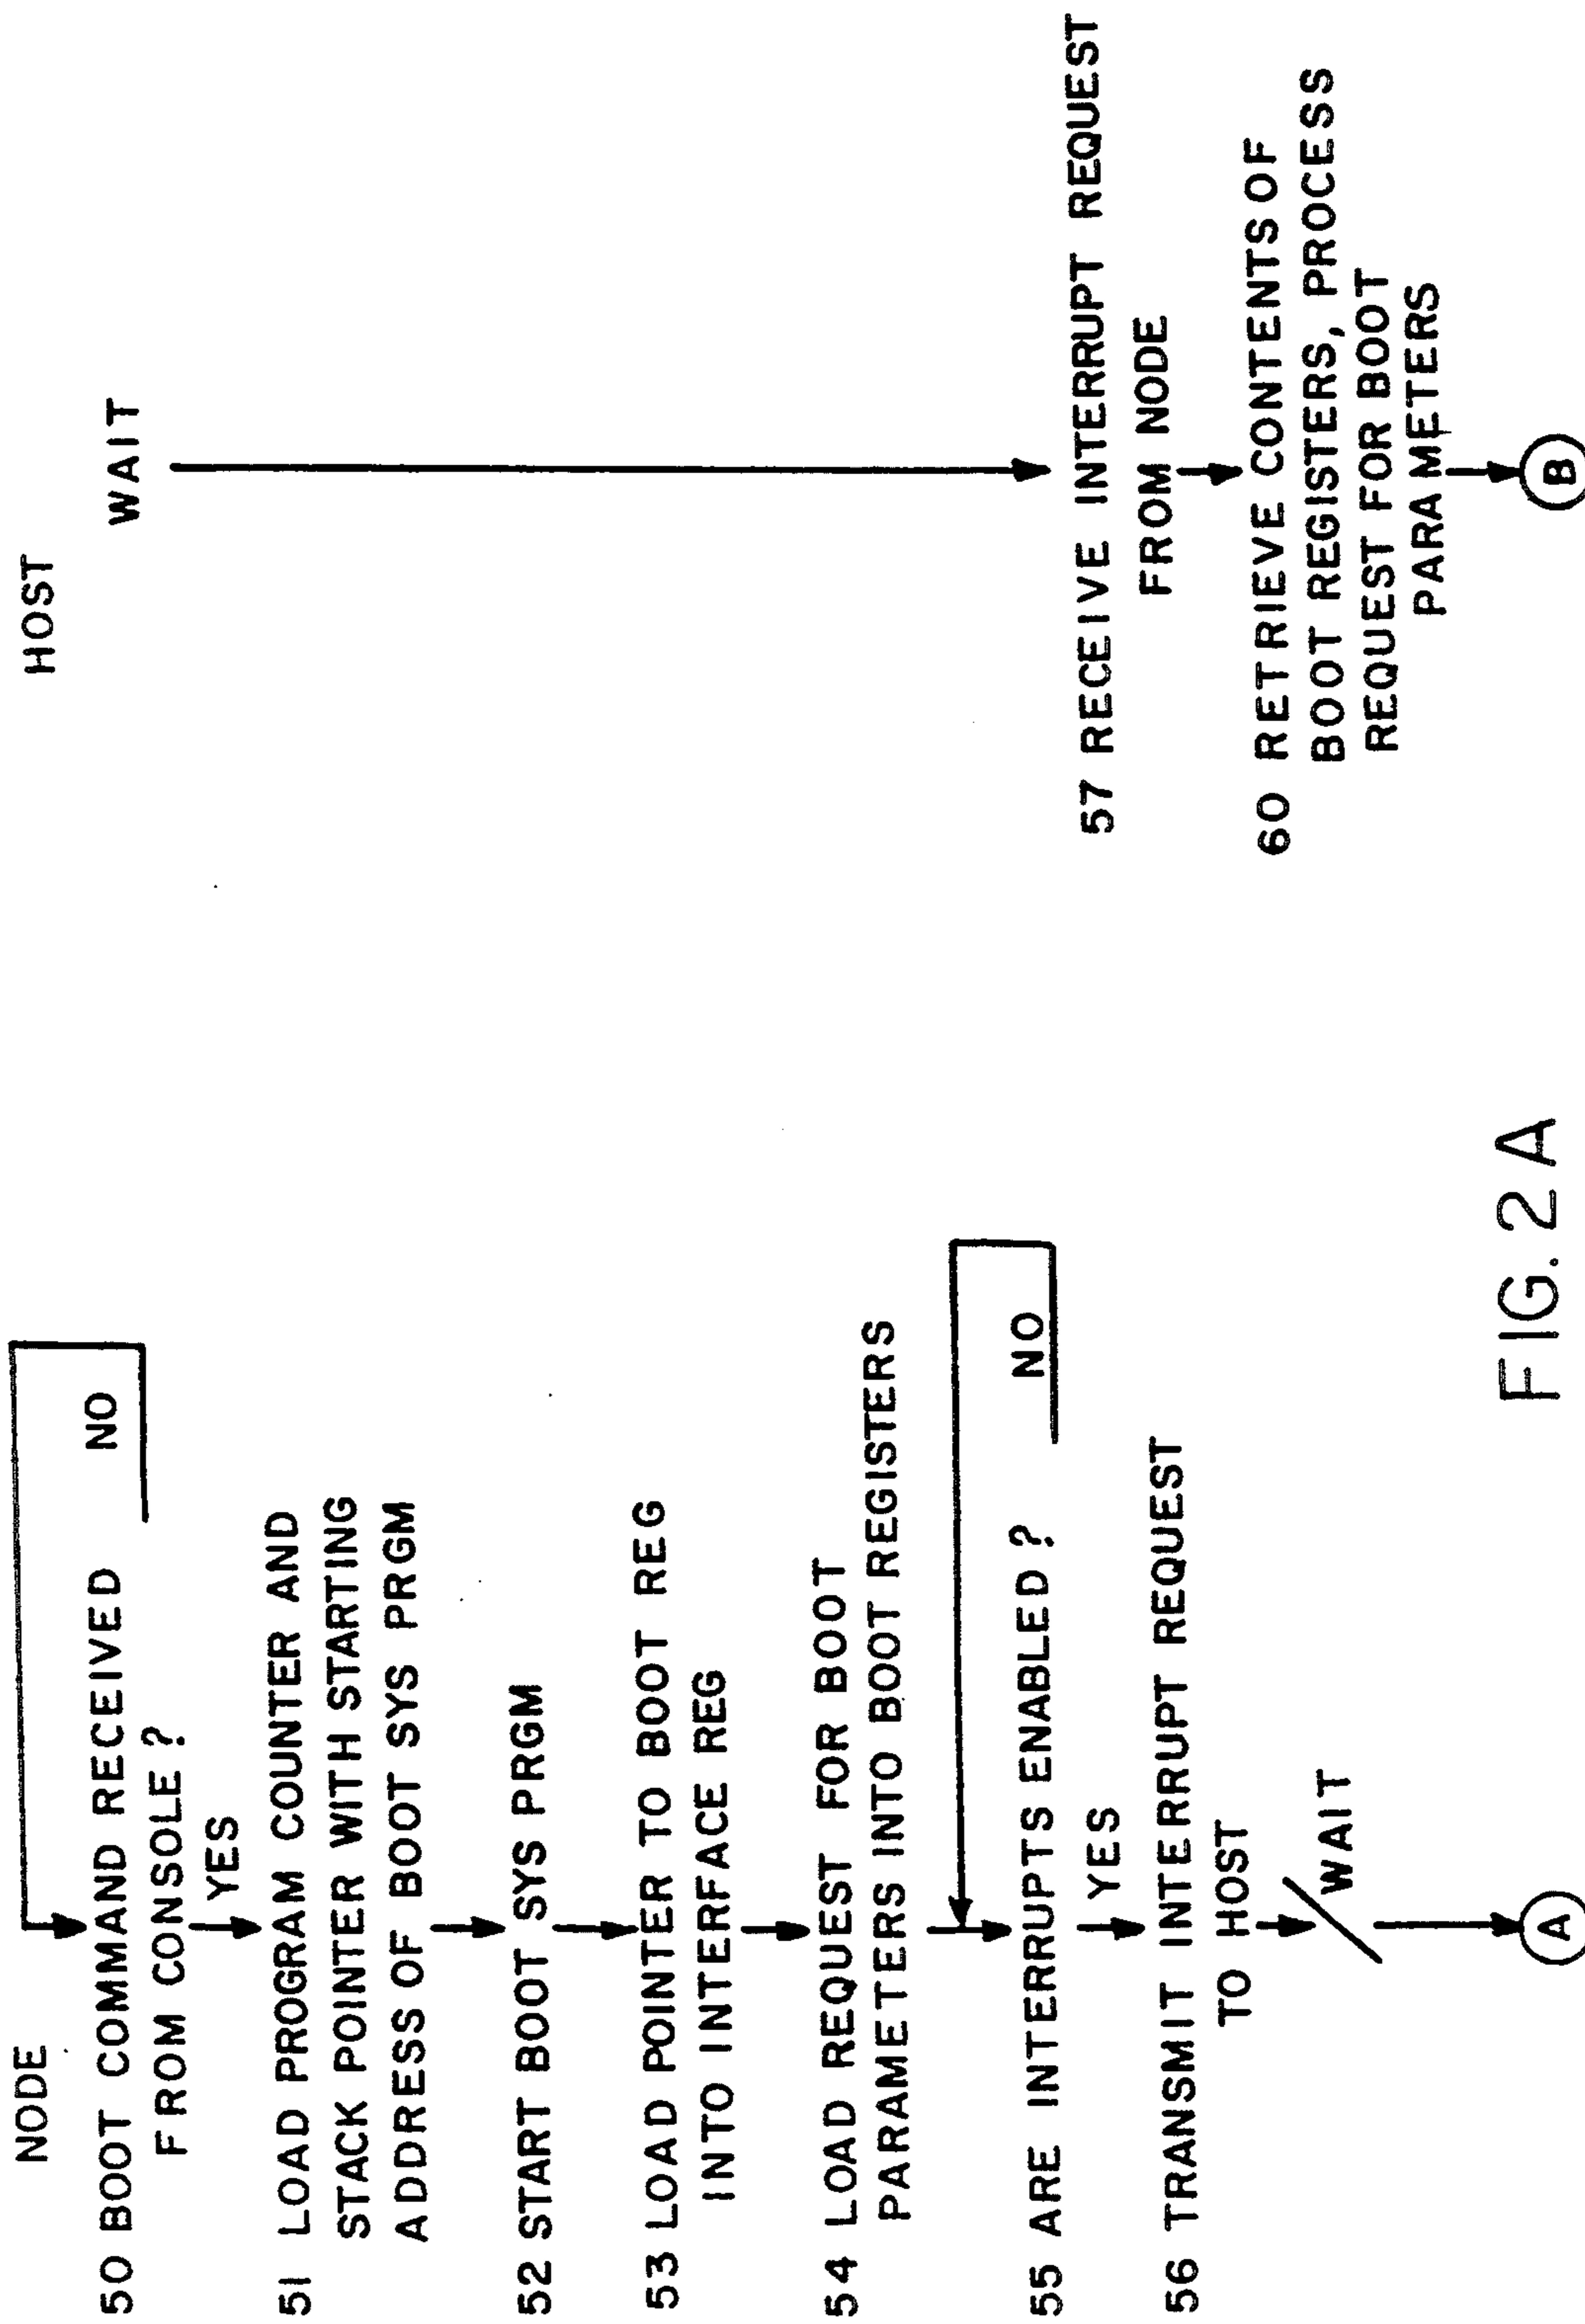 NODE
50 BOOT COMMAND RECEIVED
FROM CONSOLE?
NO
YES
51 LOAD PROGRAM COUNTER AND
STACK POINTER WITH STARTING
ADDRESS OF BOOT SYS PRGM
52 START BOOT SYS PRGM
53 LOAD POINTER TO BOOT REG
INTO INTERFACE REG
54 LOAD REQUEST FOR BOOT
PARAMETERS INTO BOOT REGISTERS
55 ARE INTERRUPTS ENABLED?
NO
YES
56 TRANSMIT INTERRUPT REQUEST
TO HOST
WAIT
A
HOST
WAIT
57 RECEIVE INTERRUPT REQUEST
FROM NODE
60 RETRIEVE CONTENTS OF
BOOT REGISTERS, PROCESS
REQUEST FOR BOOT
PARAMETERS
B
FIG. 2A